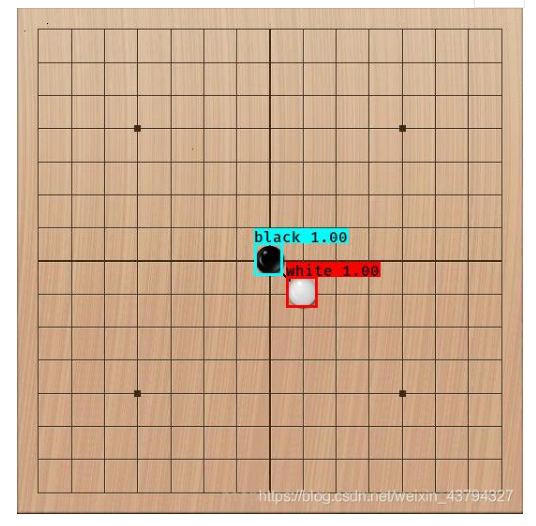 black 1.00
white 1.00
https://blog.csdn.net/weixin_43794327